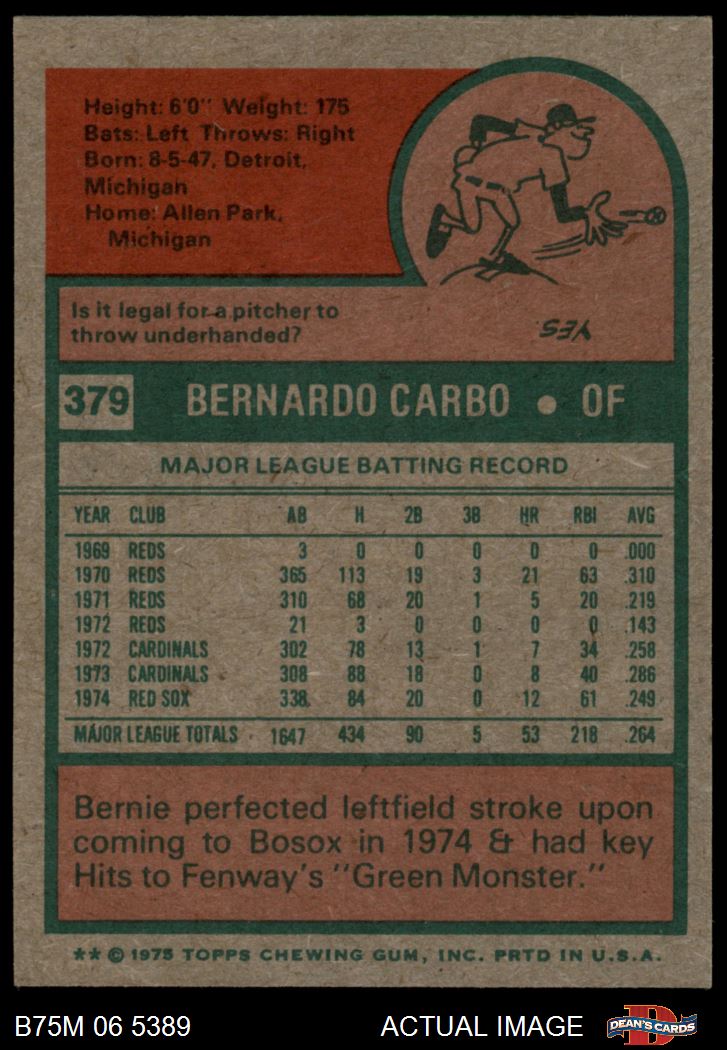 Height: 6'0" Weight: 175
Bats: Left Throws: Right
Born: 8-5-47, Detroit,
Michigan
Home: Allen Park,
Michigan
Is it legal for a pitcher to
throw underhanded?
YES.
379 BERNARDO CARBO • OF
MAJOR LEAGUE BATTING RECORD
YEAR CLUB AB H 2B 3B HR RBI AVG
1969 REDS 3 0 0 0 0 0 .000
1970 REDS 365 113 19 3 21 63 .310
1971 REDS 310 68 20 1 5 20 .219
1972 REDS 21 3 0 0 0 0 .143
1972 CARDINALS 302 78 13 1 7 34 .258
1973 CARDINALS 308 88 18 0 8 40 .286
1974 RED SOX 338 84 20 0 12 61 .249
MAJOR LEAGUE TOTALS 1647 434 90 5 53 218 .264
Bernie perfected leftfield stroke upon
coming to Bosox in 1974 & had key
Hits to Fenway's "Green Monster."
** © 1975 TOPPS CHEWING GUM, INC. PRTD IN U.S.A.
B75M 06 5389 ACTUAL IMAGE D DEAN'S CARDS